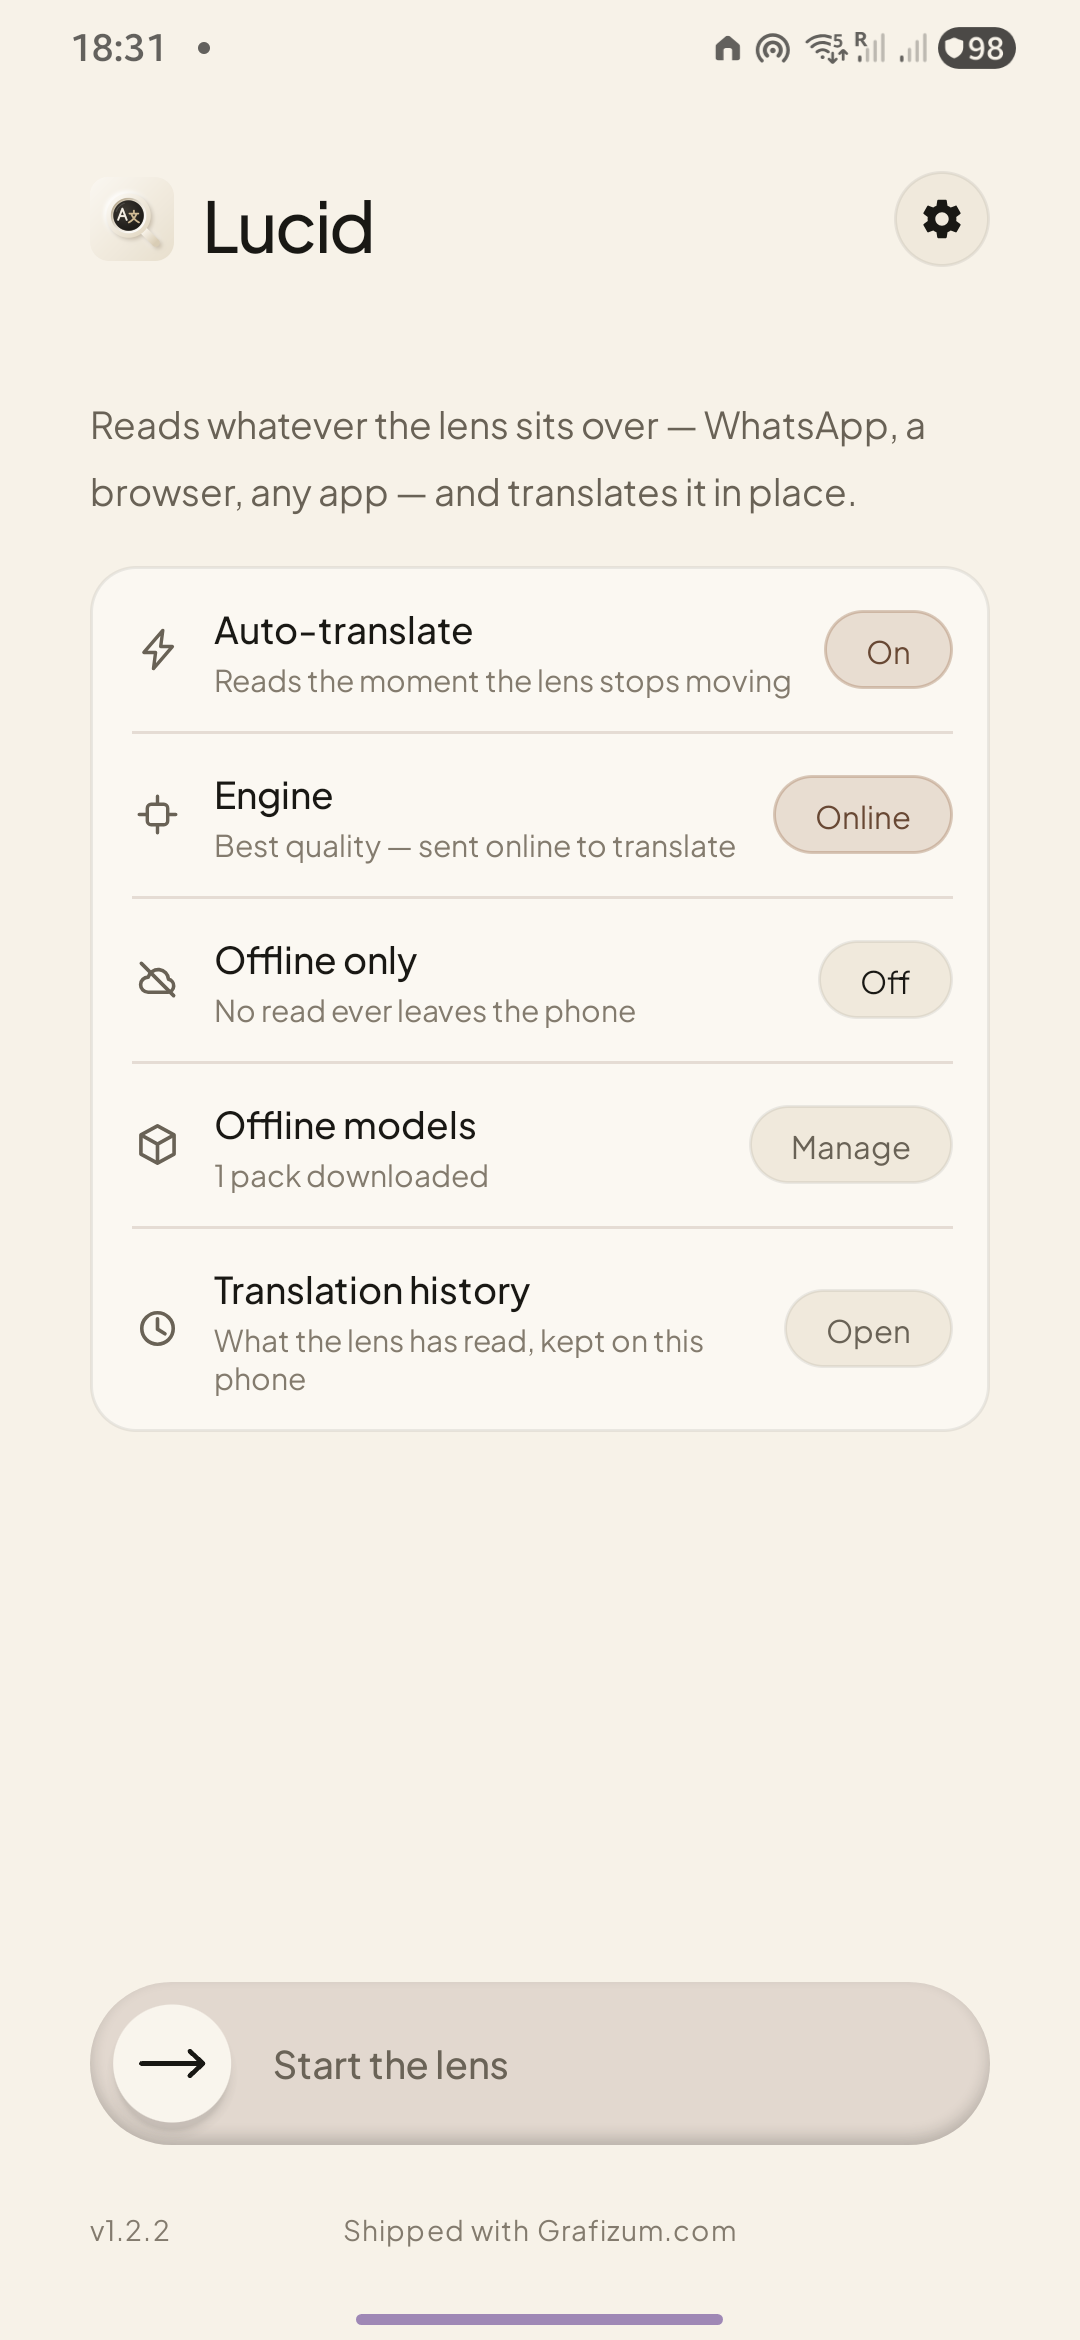 18:31
5
R
98
A文
Lucid
Reads whatever the lens sits over — WhatsApp, a
browser, any app — and translates it in place.
Auto-translate
Reads the moment the lens stops moving
On
Engine
Best quality — sent online to translate
Online
Offline only
No read ever leaves the phone
Off
Offline models
1 pack downloaded
Manage
Translation history
What the lens has read, kept on this
phone
Open
Start the lens
v1.2.2
Shipped with Grafizum.com